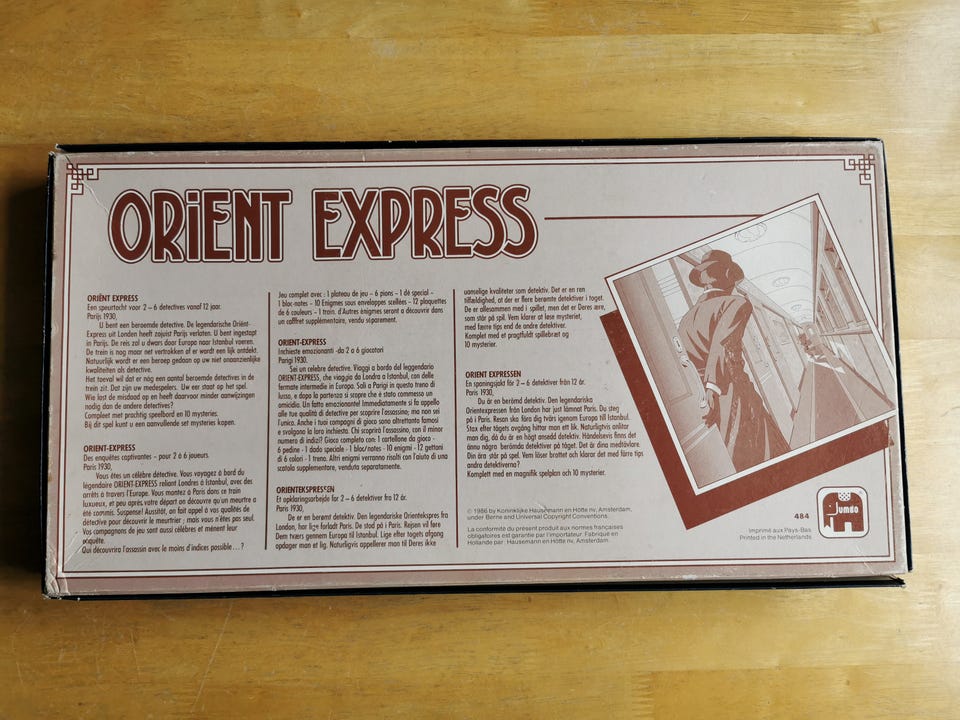 ORiENT EXPRESS
ORIËNT EXPRESS
Een speurtocht voor 2 – 6 detectives vanaf 12 jaar.
Parijs 1930.
U bent een beroemde detective. De legendarische Oriënt-
Express uit Londen heeft zojuist Parijs verlaten. U bent ingestapt
in Parijs. De reis zal u dwars door Europa naar Istanbul voeren.
De trein is nog maar net vertrokken of er wordt een lijk ontdekt.
Natuurlijk wordt er een beroep gedaan op uw niet onaanzienlijke
kwaliteiten als detective.
Het toeval wil dat er nóg een aantal beroemde detectives in de
trein zit. Dat zijn uw medespelers. Uw eer staat op het spel.
Wie lost de misdaad op en heeft daarvoor minder aanwijzingen
nodig dan de andere detectives?
Compleet met prachtig speelbord en 10 mysteries.
Bij dit spel kunt u een aanvullende set mysteries kopen.
ORIENT-EXPRESS
Des enquêtes captivantes – pour 2 à 6 joueurs.
Paris 1930,
Vous êtes un célèbre détective. Vous voyagez à bord du
légendaire ORIENT-EXPRESS reliant Londres à Istanbul, avec des
arrêts à travers l'Europe. Vous montez à Paris dans ce train
luxueux, et peu après votre départ on découvre qu'un meurtre a
été commis. Suspense! Aussitôt, on fait appel à vos qualités de
détective pour découvrir le meurtrier ; mais vous n'êtes pas seul.
Vos compagnons de jeu sont aussi célèbres et mènent leur
enquête.
Qui découvrira l'assassin avec le moins d'indices possible...?
Jeu complet avec : 1 plateau de jeu – 6 pions – 1 dé spécial –
1 bloc-notes – 10 Enigmes sous enveloppes scellées – 12 plaquettes
de 6 couleurs – 1 train. d'Autres énigmes seront à découvrir dans
un coffret supplémentaire, vendu séparement.
ORIENT-EXPRESS
Inchieste emozionanti -da 2 a 6 giocatori
Parigi 1930.
Sei un celebre detective. Viaggi a bordo del leggendario
ORIENT-EXPRESS, che viaggia da Londra a Istanbul, con delle
fermate intermedie in Europa. Sali a Parigi in questo treno di
lusso, e dopo la partenza si scopre che è stato commesso un
omicidio. Un fatto emozionante! Immediatamente si fa appello
alle tue qualità di detective per scoprire l'assassino; ma non sei
l'unico. Anche i tuoi compagni di gioco sono altrettanto famosi
e svolgono la loro inchiesta. Chi scoprirà l'assassino, con il minor
numero di indizi? Gioco completo con: 1 cartellone da gioco -
6 pedine - 1 dado speciale - 1 bloc/notes - 10 enigmi - 12 gettoni
di 6 colori - 1 treno. Altri enigmi verranno risolti con l'aiuto di una
scatola supplementare, venduta separatamente.
ORIENTEKSPRESSEN
Et opklaringsarbejde for 2 – 6 detektiver fra 12 år.
Paris 1930,
De er en berømt detektiv. Den legendariske Orientekspres fra
London, har lige forladt Paris. De stod på i Paris. Rejsen vil føre
Dem tværs gennem Europa til Istanbul. Lige efter togets afgang
opdager man et lig. Naturligvis appellerer man til Deres ikke
uanselige kvaliteter som detektiv. Det er en ren
tilfældighed, at der er flere berømte detektiver i toget.
De er allesammen med i spillet, men det er Deres ære,
som står på spil. Vem klarer at løse mysteriet,
med færre tips end de andre detektiver.
Komplet med et pragtfuldt spillebræt og
10 mysterier.
ORIENT EXPRESSEN
En spaningsjakt för 2 – 6 detektiver från 12 år.
Paris 1930,
Du är en berömd detektiv. Den legendariska
Orientexpressen från London har just lämnat Paris. Du steg
på i Paris. Resan ska föra dig tvärs igenom Europa till Istanbul.
Strax efter tågets avgång hittar man ett lik. Naturligtvis anlitar
man dig, då du är en högt ansedd detektiv. Händelsevis finns det
ännu några berömda detektiver på tåget. Det är dina medtävlare.
Din ära står på spel. Vem löser brottet och klarar det med färre tips
andra detektiverna?
Komplett med en magnifik spelplan och 10 mysterier.
© 1986 by Koninklijke Hausemann en Hötte nv, Amsterdam,
under Berne and Universal Copyright Conventions.
La conformité du présent produit aux normes françaises
obligatoires est garantie par l'importateur. Fabriqué en
Hollande par: Hausemann en Hötte nv, Amsterdam.
484
Imprimé aux Pays-Bas
Printed in the Netherlands
Jumbo